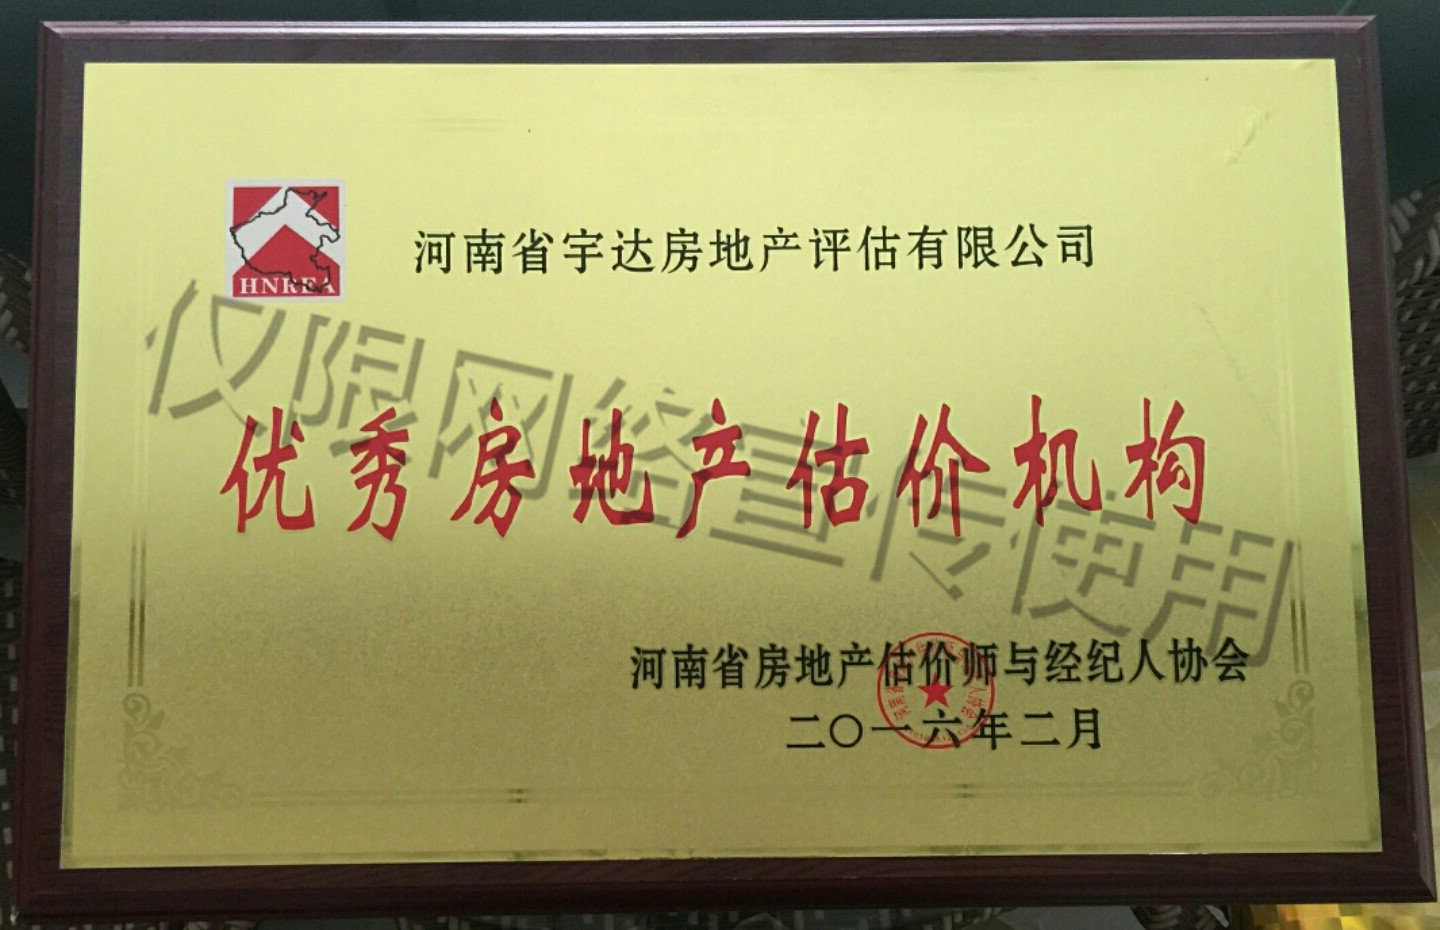 HNREA
河南省宇达房地产评估有限公司
仅限网络宣传使用
优秀房地产估价机构
河南省房地产估价师与经纪人协会
二〇一六年二月